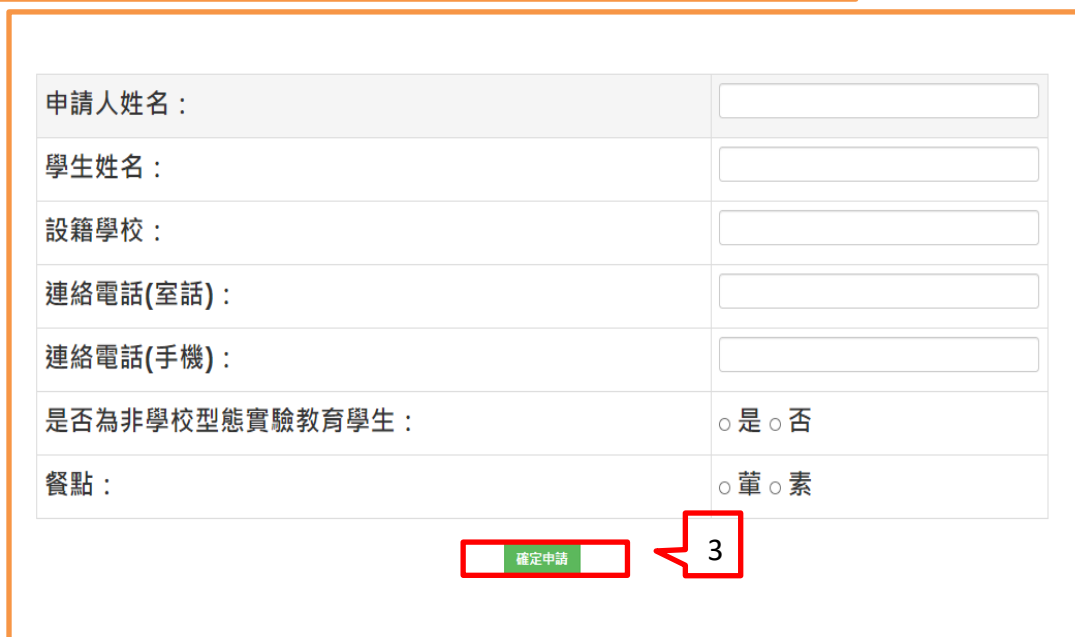 申請人姓名：
學生姓名：
設籍學校：
連絡電話(室話)：
連絡電話(手機)：
是否為非學校型態實驗教育學生： ○是○否
餐點： ○葷○素
確定申請 3